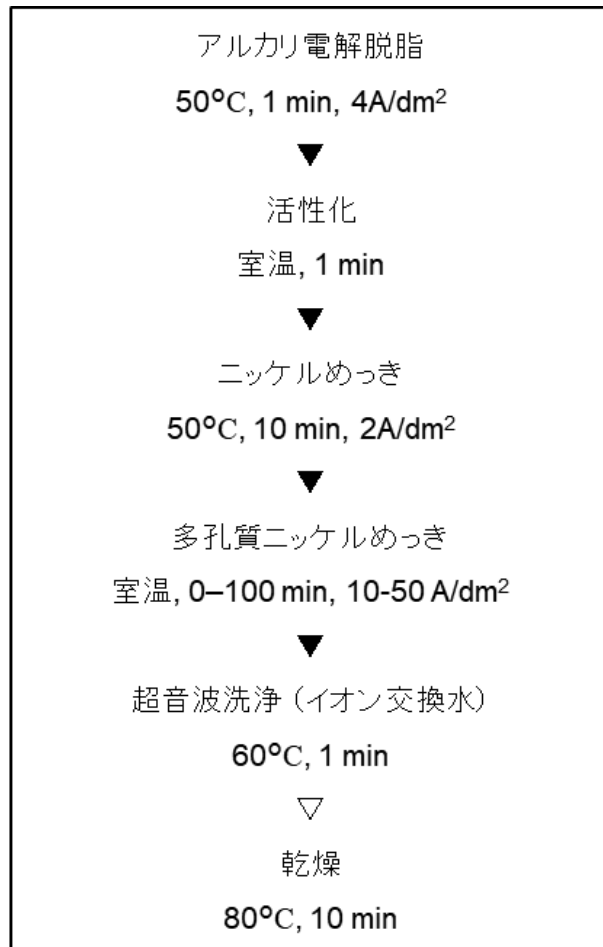 アルカリ電解脱脂
50°C, 1 min, 4A/dm²
▼
活性化
室温, 1 min
▼
ニッケルめっき
50°C, 10 min, 2A/dm²
▼
多孔質ニッケルめっき
室温, 0–100 min, 10-50 A/dm²
▼
超音波洗浄（イオン交換水）
60°C, 1 min
▽
乾燥
80°C, 10 min